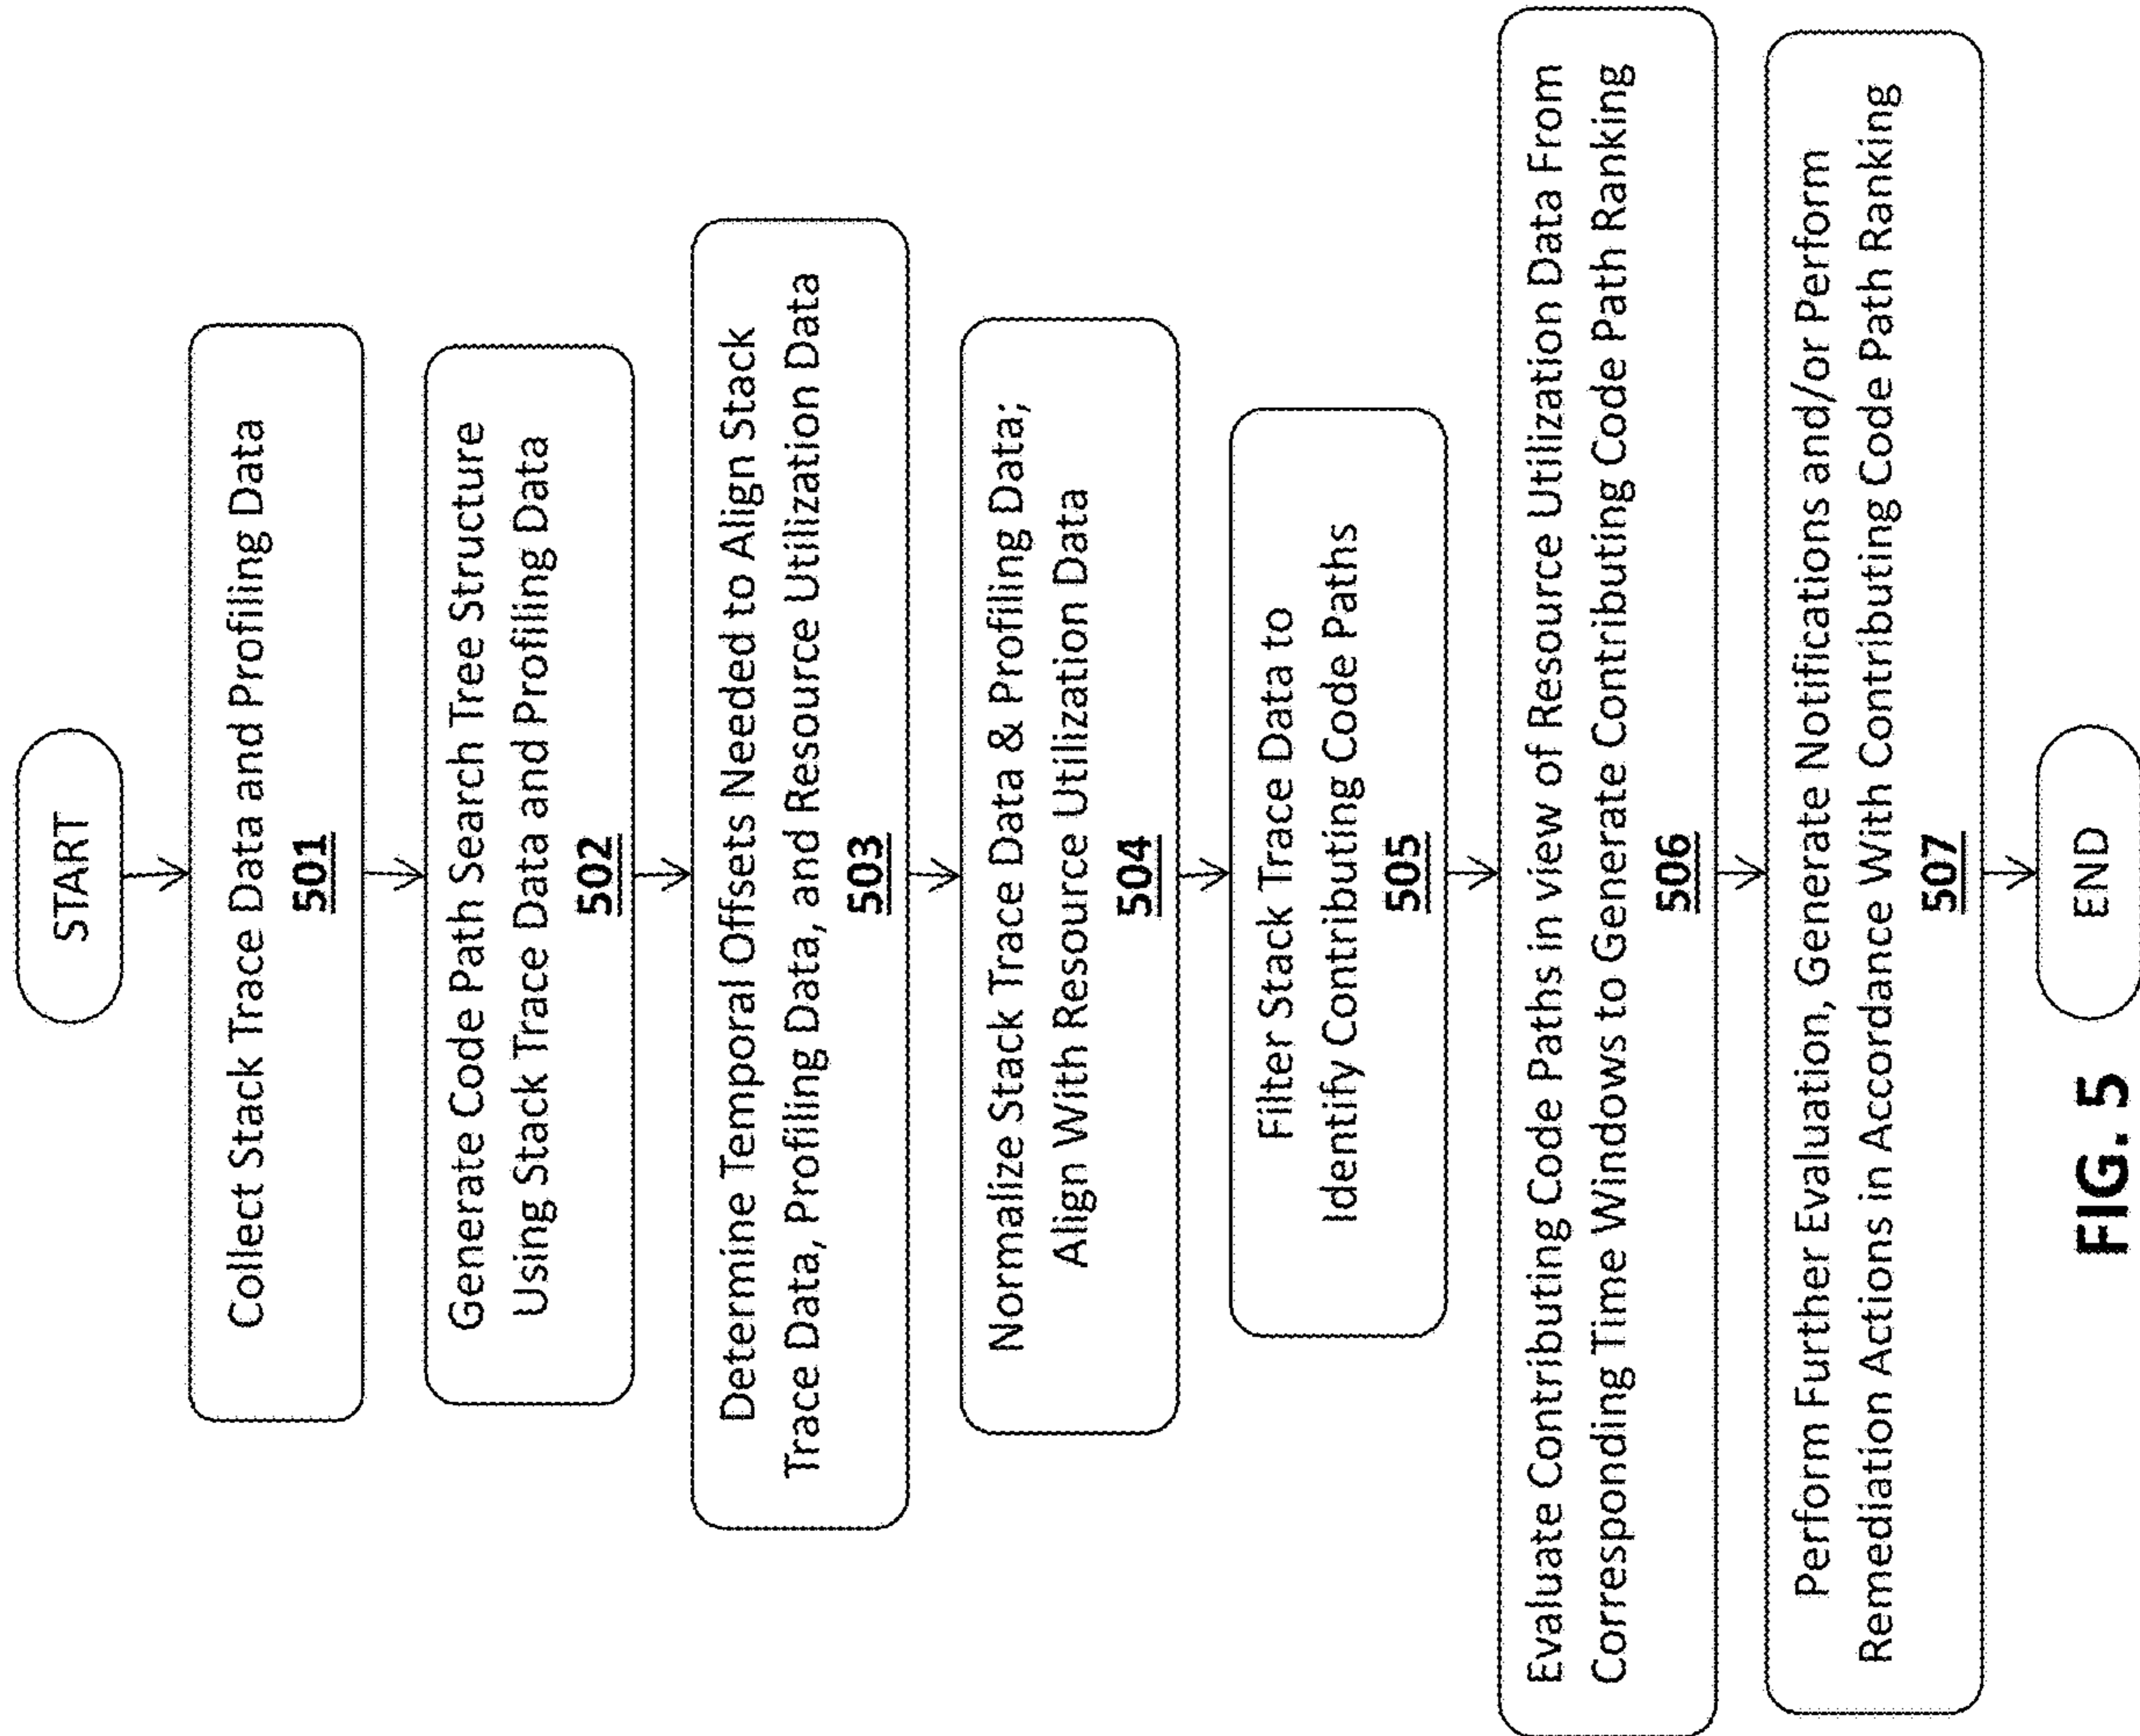 START
Collect Stack Trace Data and Profiling Data
501
Generate Code Path Search Tree Structure
Using Stack Trace Data and Profiling Data
502
Determine Temporal Offsets Needed to Align Stack
Trace Data, Profiling Data, and Resource Utilization Data
503
Normalize Stack Trace Data & Profiling Data;
Align With Resource Utilization Data
504
Filter Stack Trace Data to
Identify Contributing Code Paths
505
Evaluate Contributing Code Paths in view of Resource Utilization Data From
Corresponding Time Windows to Generate Contributing Code Path Ranking
506
Perform Further Evaluation, Generate Notifications and/or Perform
Remediation Actions in Accordance With Contributing Code Path Ranking
507
END
FIG. 5